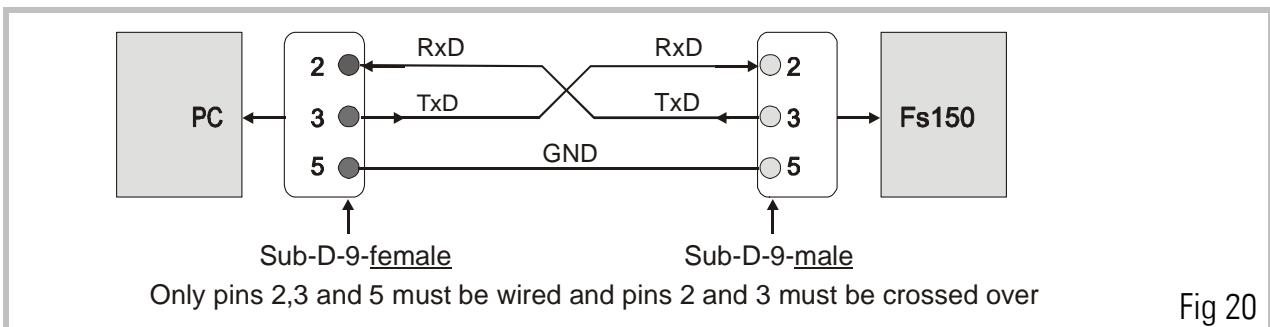 RxD RxD
2 2
PC TxD TxD Fs150
3 3
GND
5 5
Sub-D-9-female Sub-D-9-male
Only pins 2,3 and 5 must be wired and pins 2 and 3 must be crossed over
Fig 20